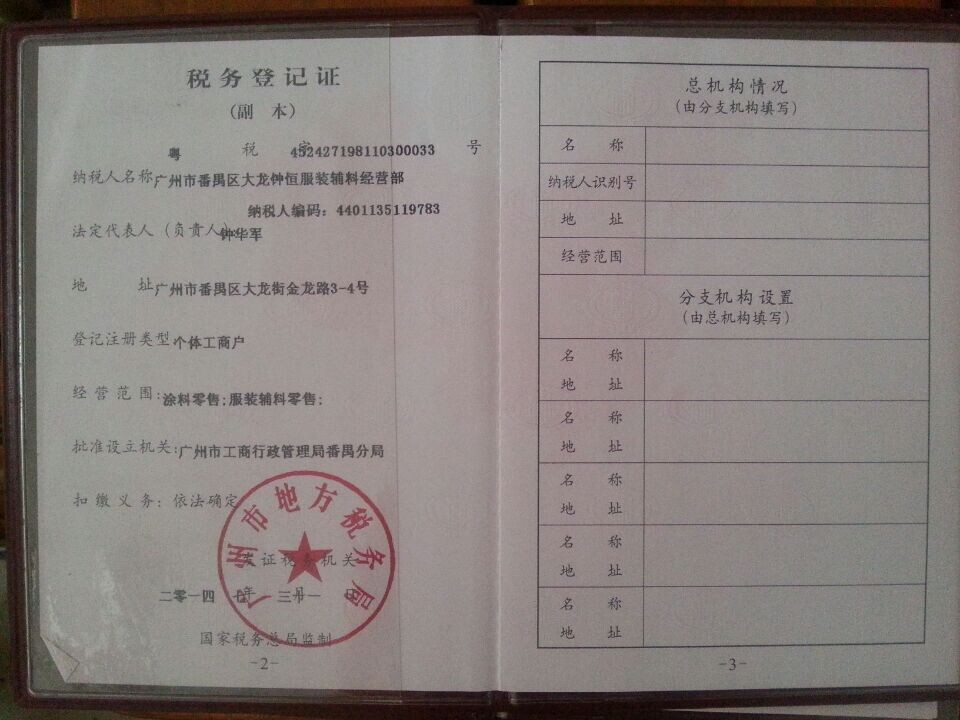 税务登记证
(副 本)
粤 税 字 452427198110300033 号
纳税人名称 广州市番禺区大龙钟恒服装辅料经营部
纳税人编码: 4401135119783
法定代表人(负责人) 钟华军
地 址 广州市番禺区大龙街金龙路3-4号
登记注册类型 个体工商户
经营范围: 涂料零售;服装辅料零售;
批准设立机关: 广州市工商行政管理局番禺分局
扣缴义务: 依法确定
广州市地方税务局
发证税务机关
二零一四 年 七 月 三十一 日
国家税务总局监制
-2-
总机构情况
(由分支机构填写)
名 称
纳税人识别号
地 址
经营范围
分支机构设置
(由总机构填写)
名 称
地 址
名 称
地 址
名 称
地 址
名 称
地 址
名 称
地 址
-3-